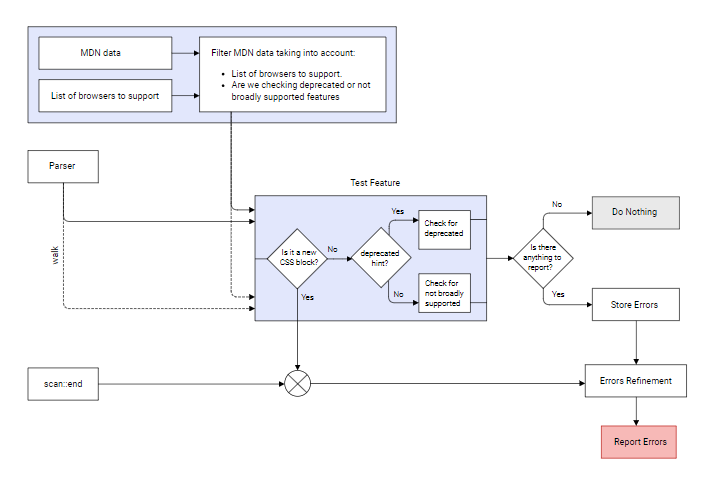 MDN data
List of browsers to support
Filter MDN data taking into account:
• List of browsers to support.
• Are we checking deprecated or not
broadly supported features
Parser
walk
Test Feature
Is it a new
CSS block?
No
Yes
deprecated
hint?
Yes
No
Check for
deprecated
Check for
not broadly
supported
Is there
anything to
report?
No
Yes
Do Nothing
Store Errors
scan::end
Errors Refinement
Report Errors